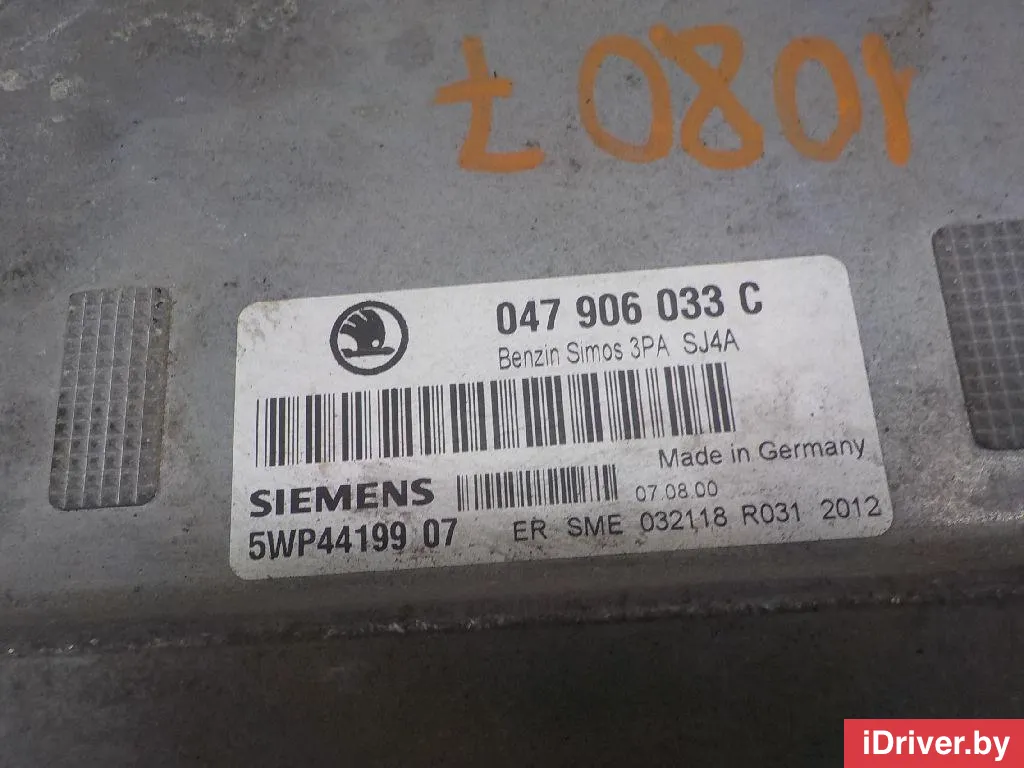 10807
047 906 033 C
Benzin Simos 3PA SJ4A
Made in Germany
SIEMENS
07.08.00
5WP44199 07
ER SME 032118 R031 2012
iDriver.by